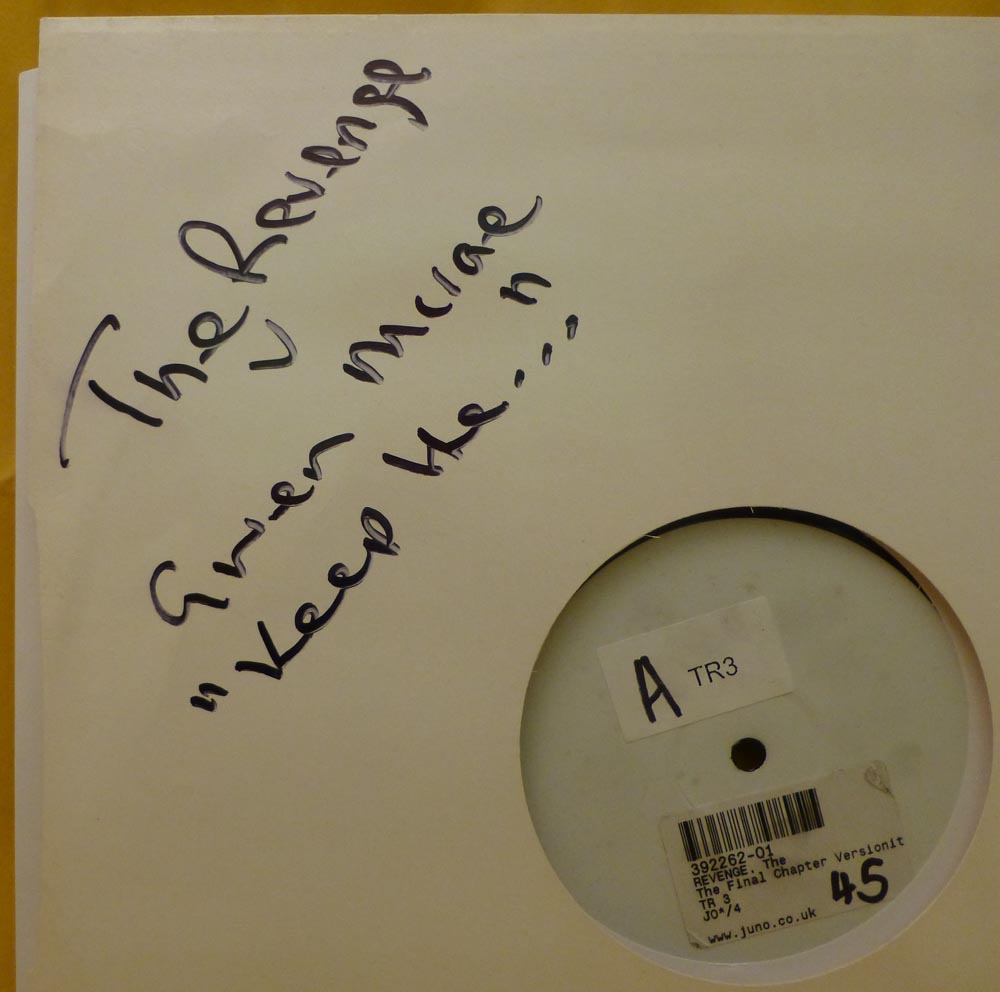 The Revenge
v
Gwen Mcrae
"Keep He..."
A TR3
392262-01
REVENGE, The
The Final Chapter Versionit
TR 3
JO*/4
45
www.juno.co.uk